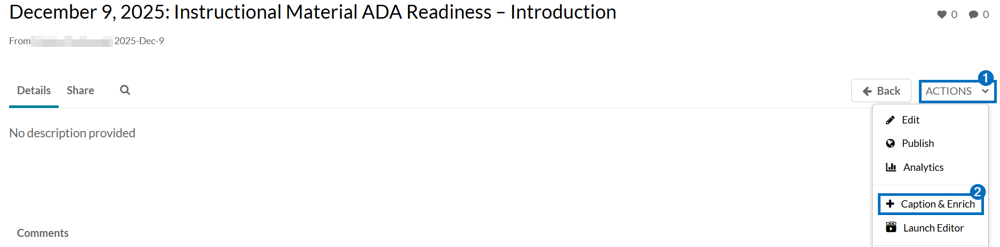 December 9, 2025: Instructional Material ADA Readiness – Introduction
0 0
From 2025-Dec-9
1
Details Share Back ACTIONS
Edit
No description provided
Publish
Analytics
2
Caption & Enrich
Launch Editor
Comments